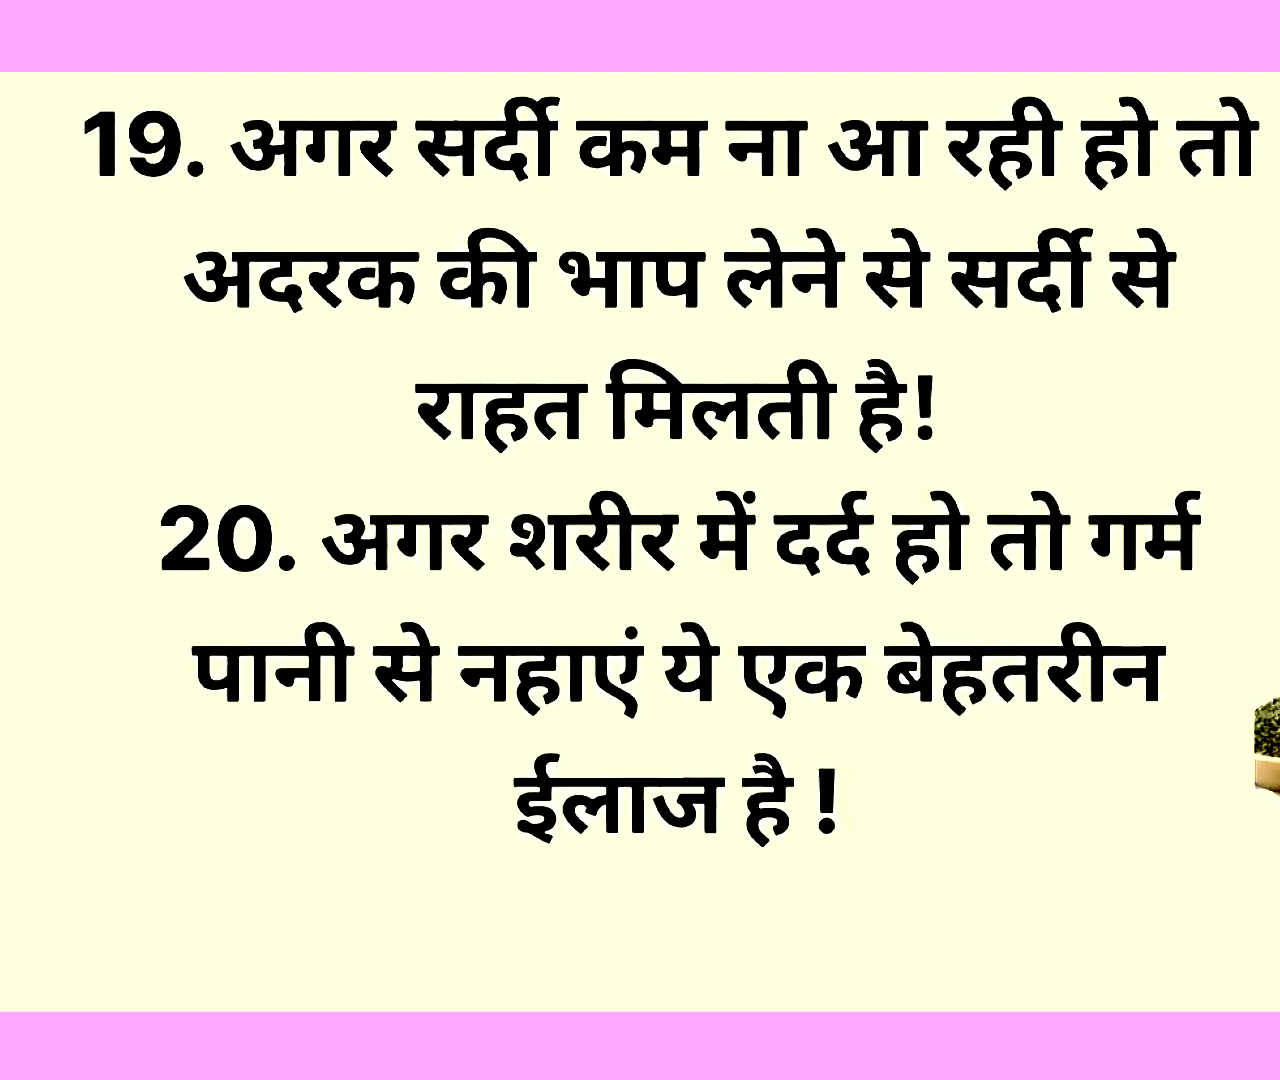 19. अगर सर्दी कम ना आ रही हो तो
अदरक की भाप लेने से सर्दी से
राहत मिलती है!
20. अगर शरीर में दर्द हो तो गर्म
पानी से नहाएं ये एक बेहतरीन
ईलाज है !